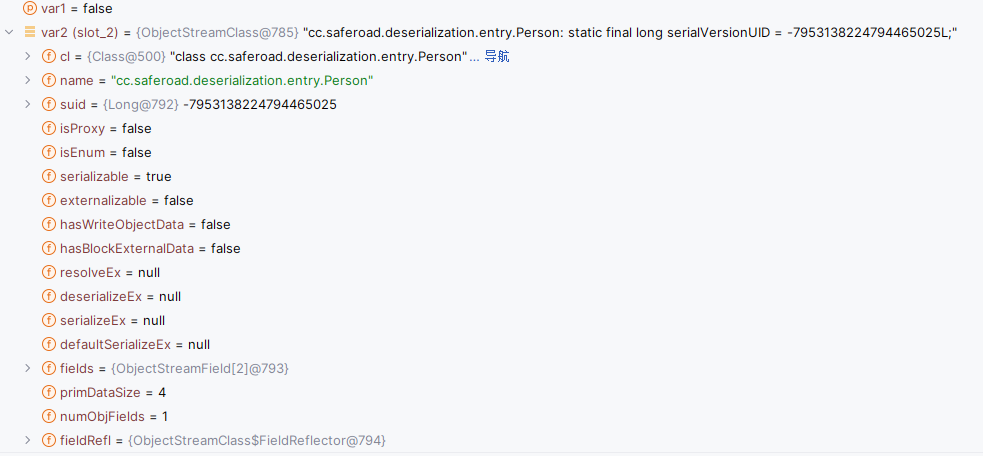 var1 = false
var2 (slot_2) = {ObjectStreamClass@785} "cc.saferoad.deserialization.entry.Person: static final long serialVersionUID = -7953138224794465025L;"
cl = {Class@500} "class cc.saferoad.deserialization.entry.Person"... 导航
name = "cc.saferoad.deserialization.entry.Person"
suid = {Long@792} -7953138224794465025
isProxy = false
isEnum = false
serializable = true
externalizable = false
hasWriteObjectData = false
hasBlockExternalData = false
resolveEx = null
deserializeEx = null
serializeEx = null
defaultSerializeEx = null
fields = {ObjectStreamField[2]@793}
primDataSize = 4
numObjFields = 1
fieldRefl = {ObjectStreamClass$FieldReflector@794}